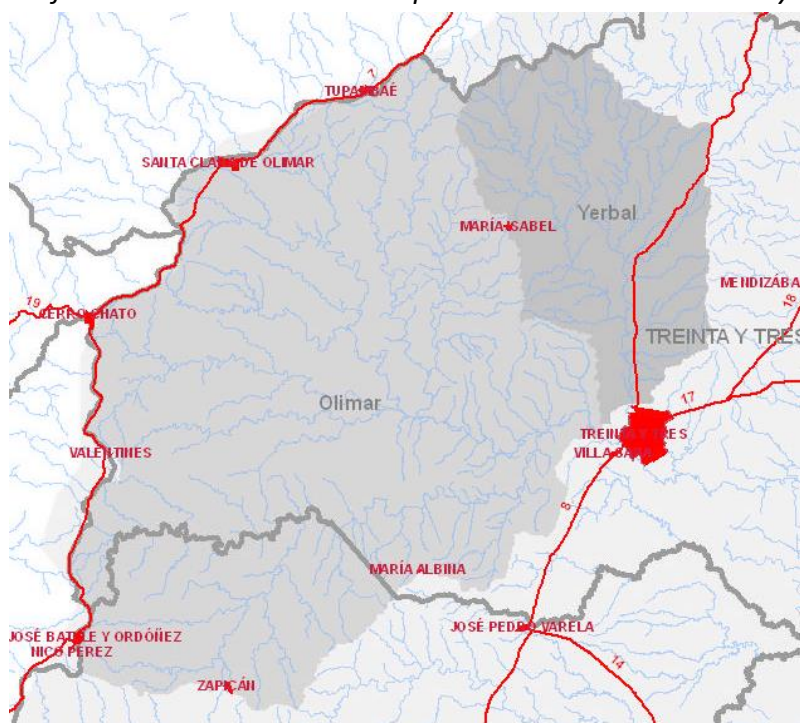 7
TUPAMBAÉ
SANTA CLARA DE OLIMAR
Yerbal
MARÍA ISABEL
MENDIZÁBA
18
19
CERRO CHATO
TREINTA Y TRES
Olimar
17
TREINTA Y TRES
VALENTINES
VILLA SARA
8
MARÍA ALBINA
JOSÉ BATLLE Y ORDÓÑEZ
JOSÉ PEDRO VARELA
NICO PÉREZ
14
ZAPICÁN